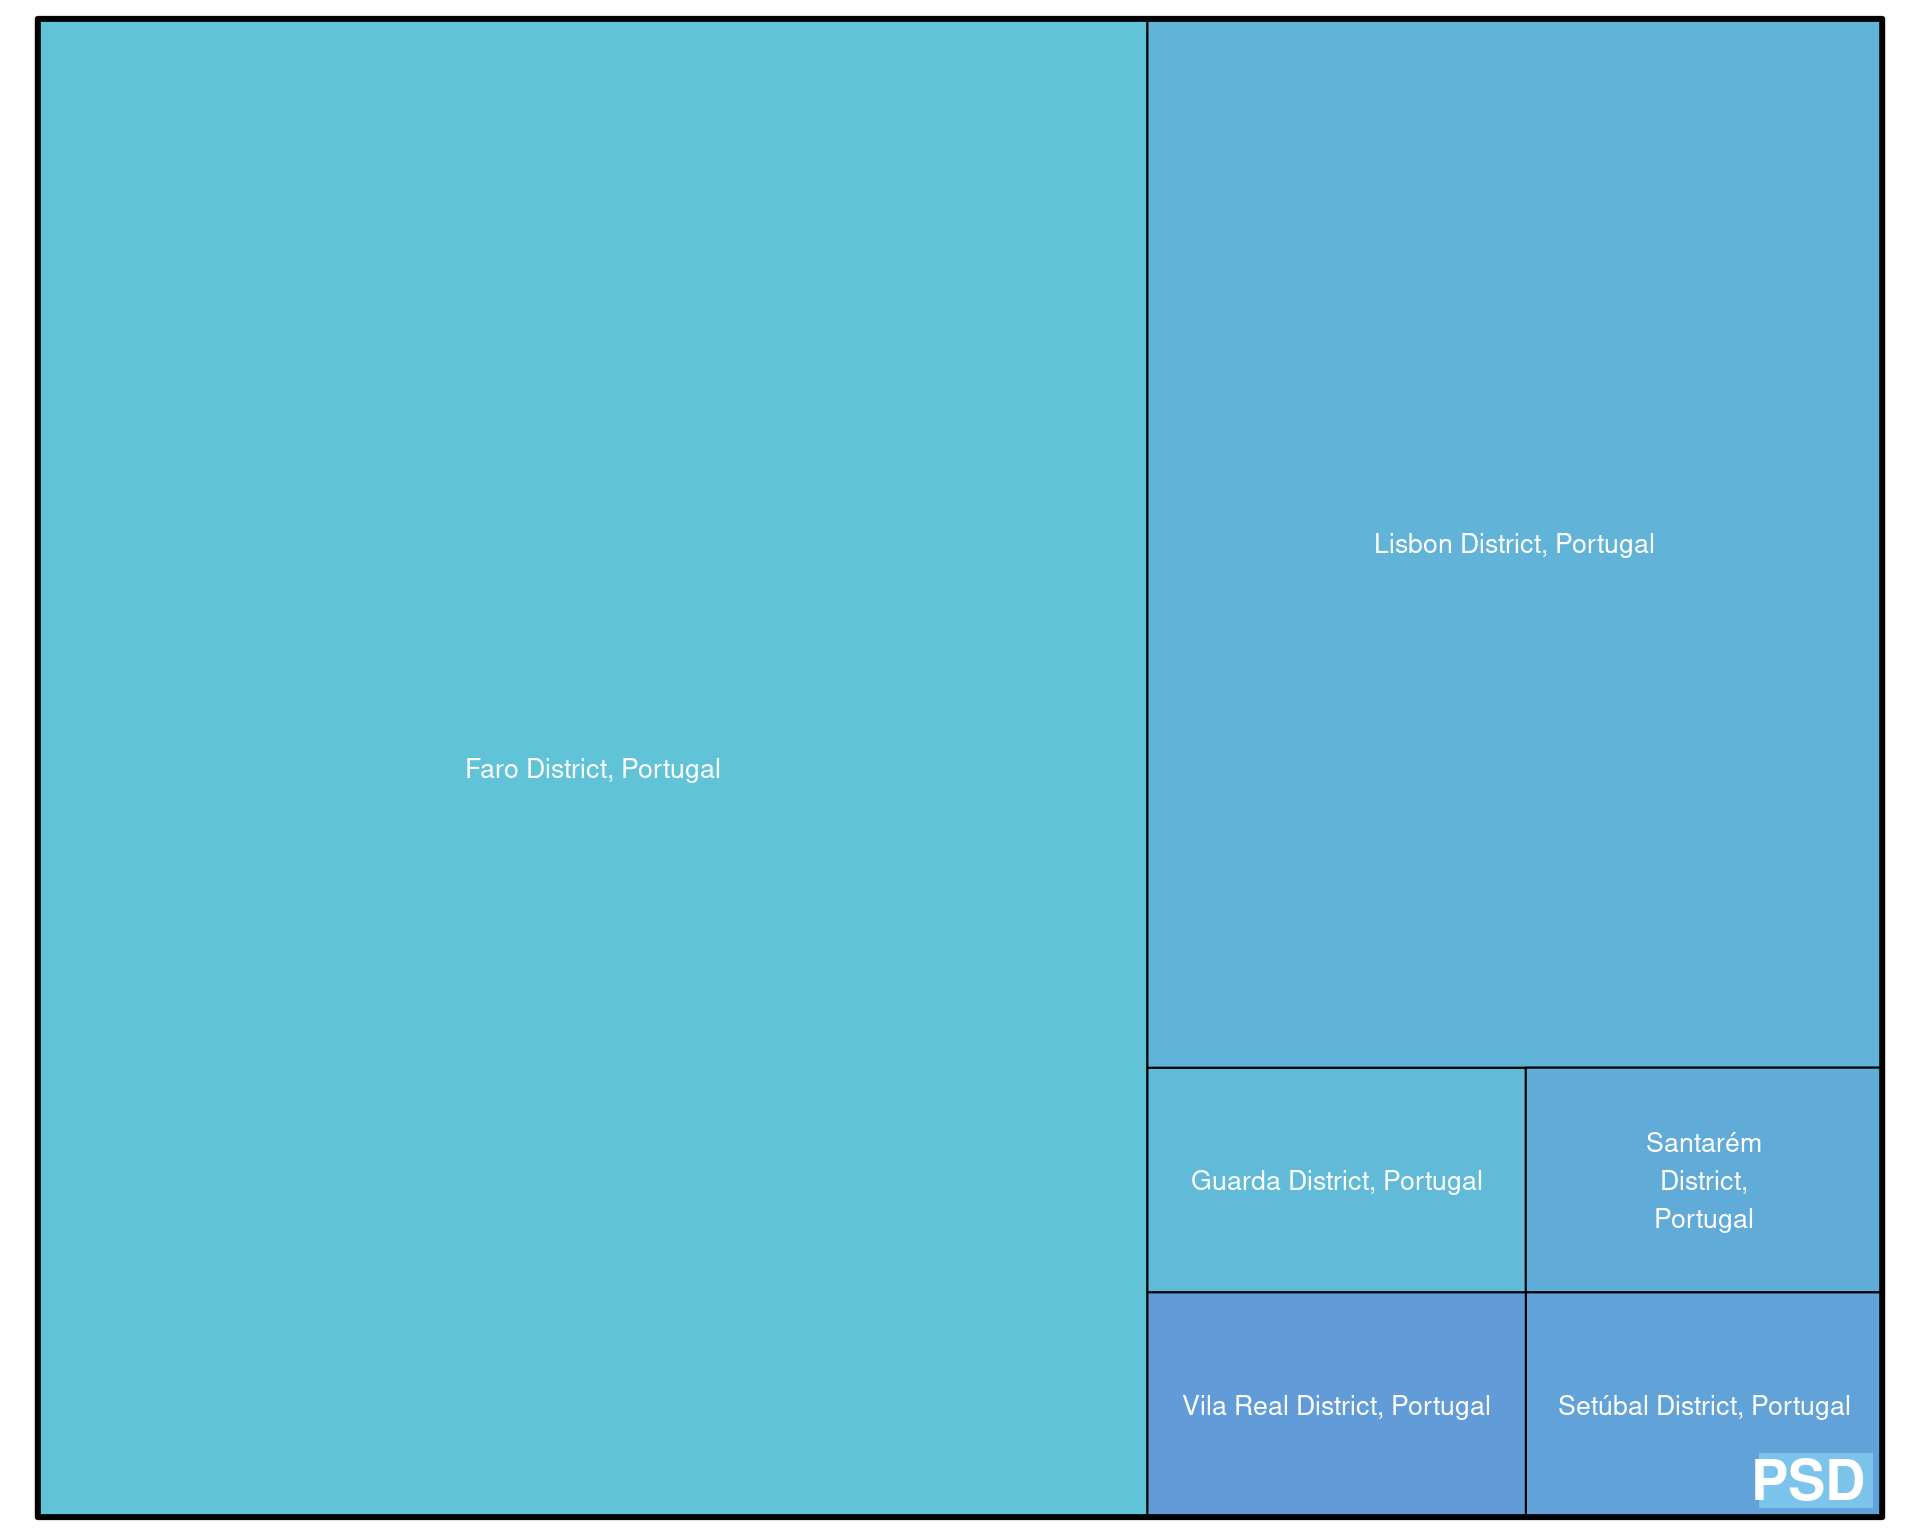 Faro District, Portugal
Lisbon District, Portugal
Guarda District, Portugal
Santarém
District,
Portugal
Vila Real District, Portugal
Setúbal District, Portugal
PSD